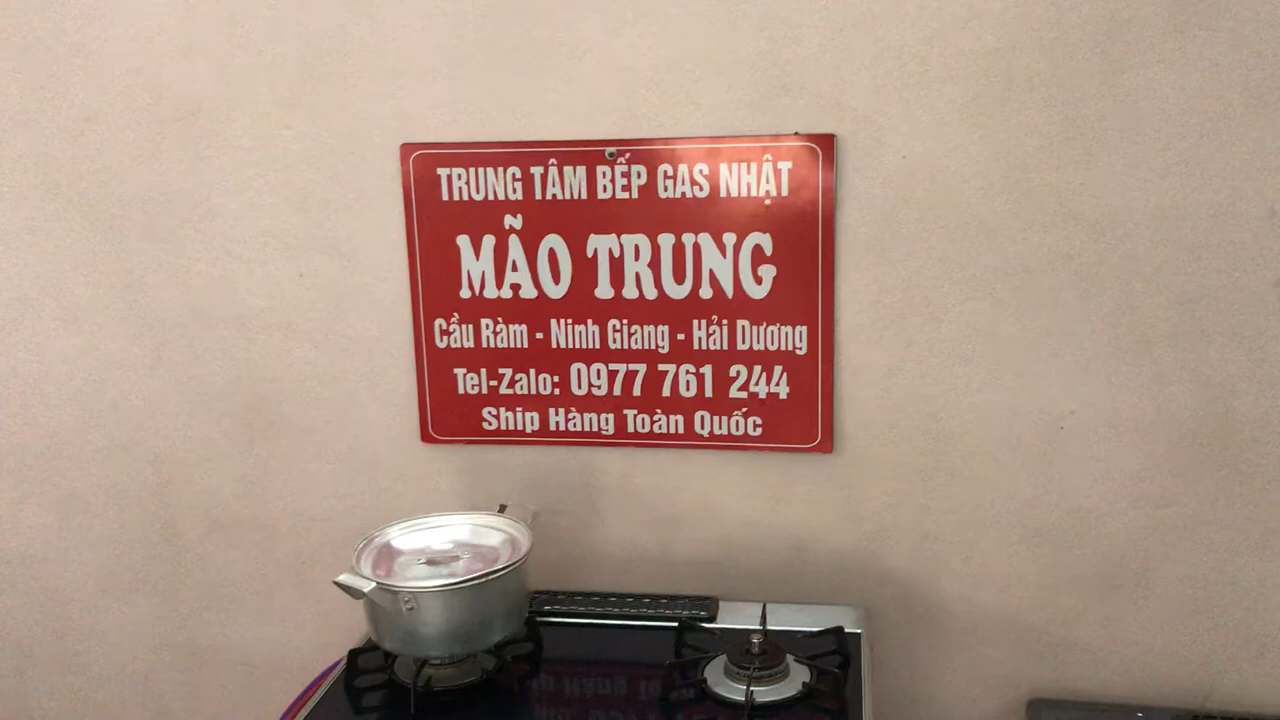 TRUNG TÂM BẾP GAS NHẬT
MÃO TRUNG
Cầu Ràm - Ninh Giang - Hải Dương
Tel-Zalo: 0977 761 244
Ship Hàng Toàn Quốc